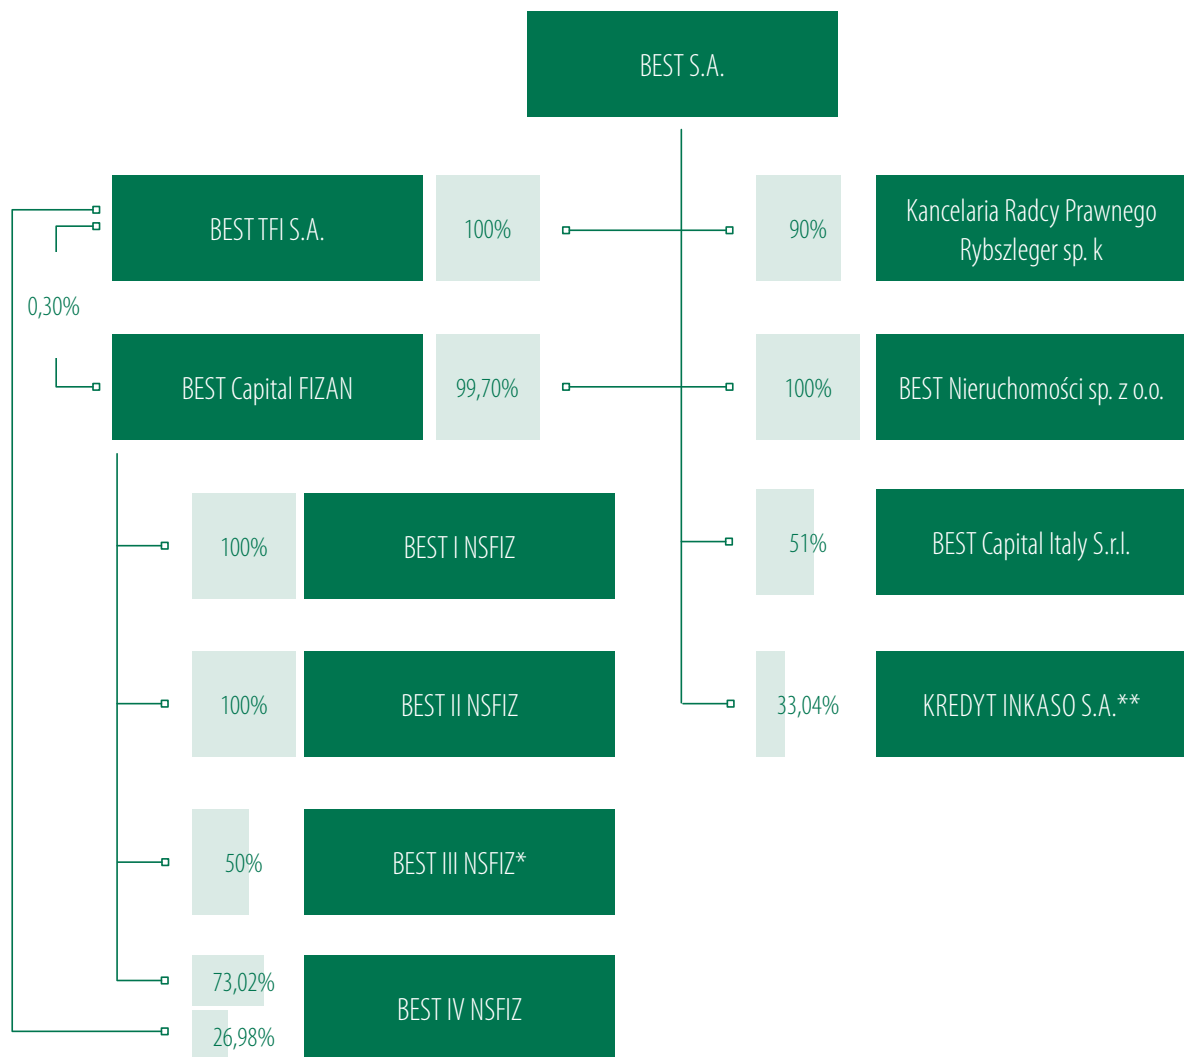 BEST S.A.
BEST TFI S.A.
100%
90%
Kancelaria Radcy Prawnego
Rybszleger sp. k
0,30%
BEST Capital FIZAN
99,70%
100%
BEST Nieruchomości sp. z o.o.
100%
BEST I NSFIZ
51%
BEST Capital Italy S.r.l.
100%
BEST II NSFIZ
33,04%
KREDYT INKASO S.A.**
50%
BEST III NSFIZ*
73,02%
BEST IV NSFIZ
26,98%